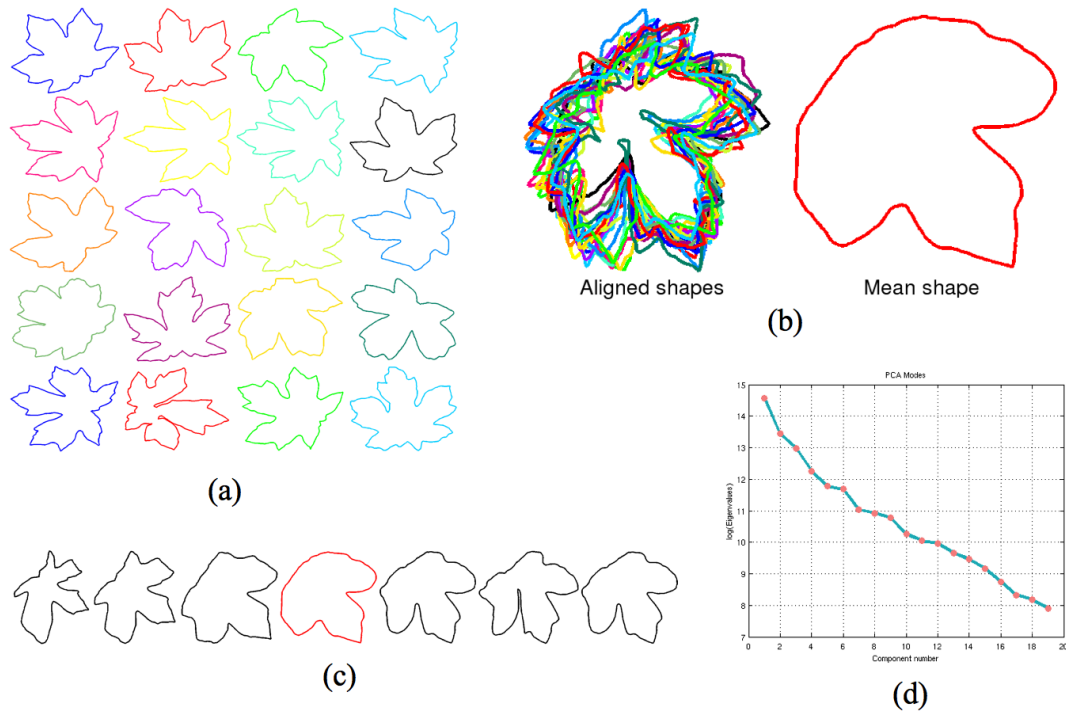 Aligned shapes
Mean shape
(b)
(a)
PCA Modes
log(Eigenvalues)
15
14
13
12
11
10
9
8
7
0 2 4 6 8 10 12 14 16 18 20
Component number
(c)
(d)